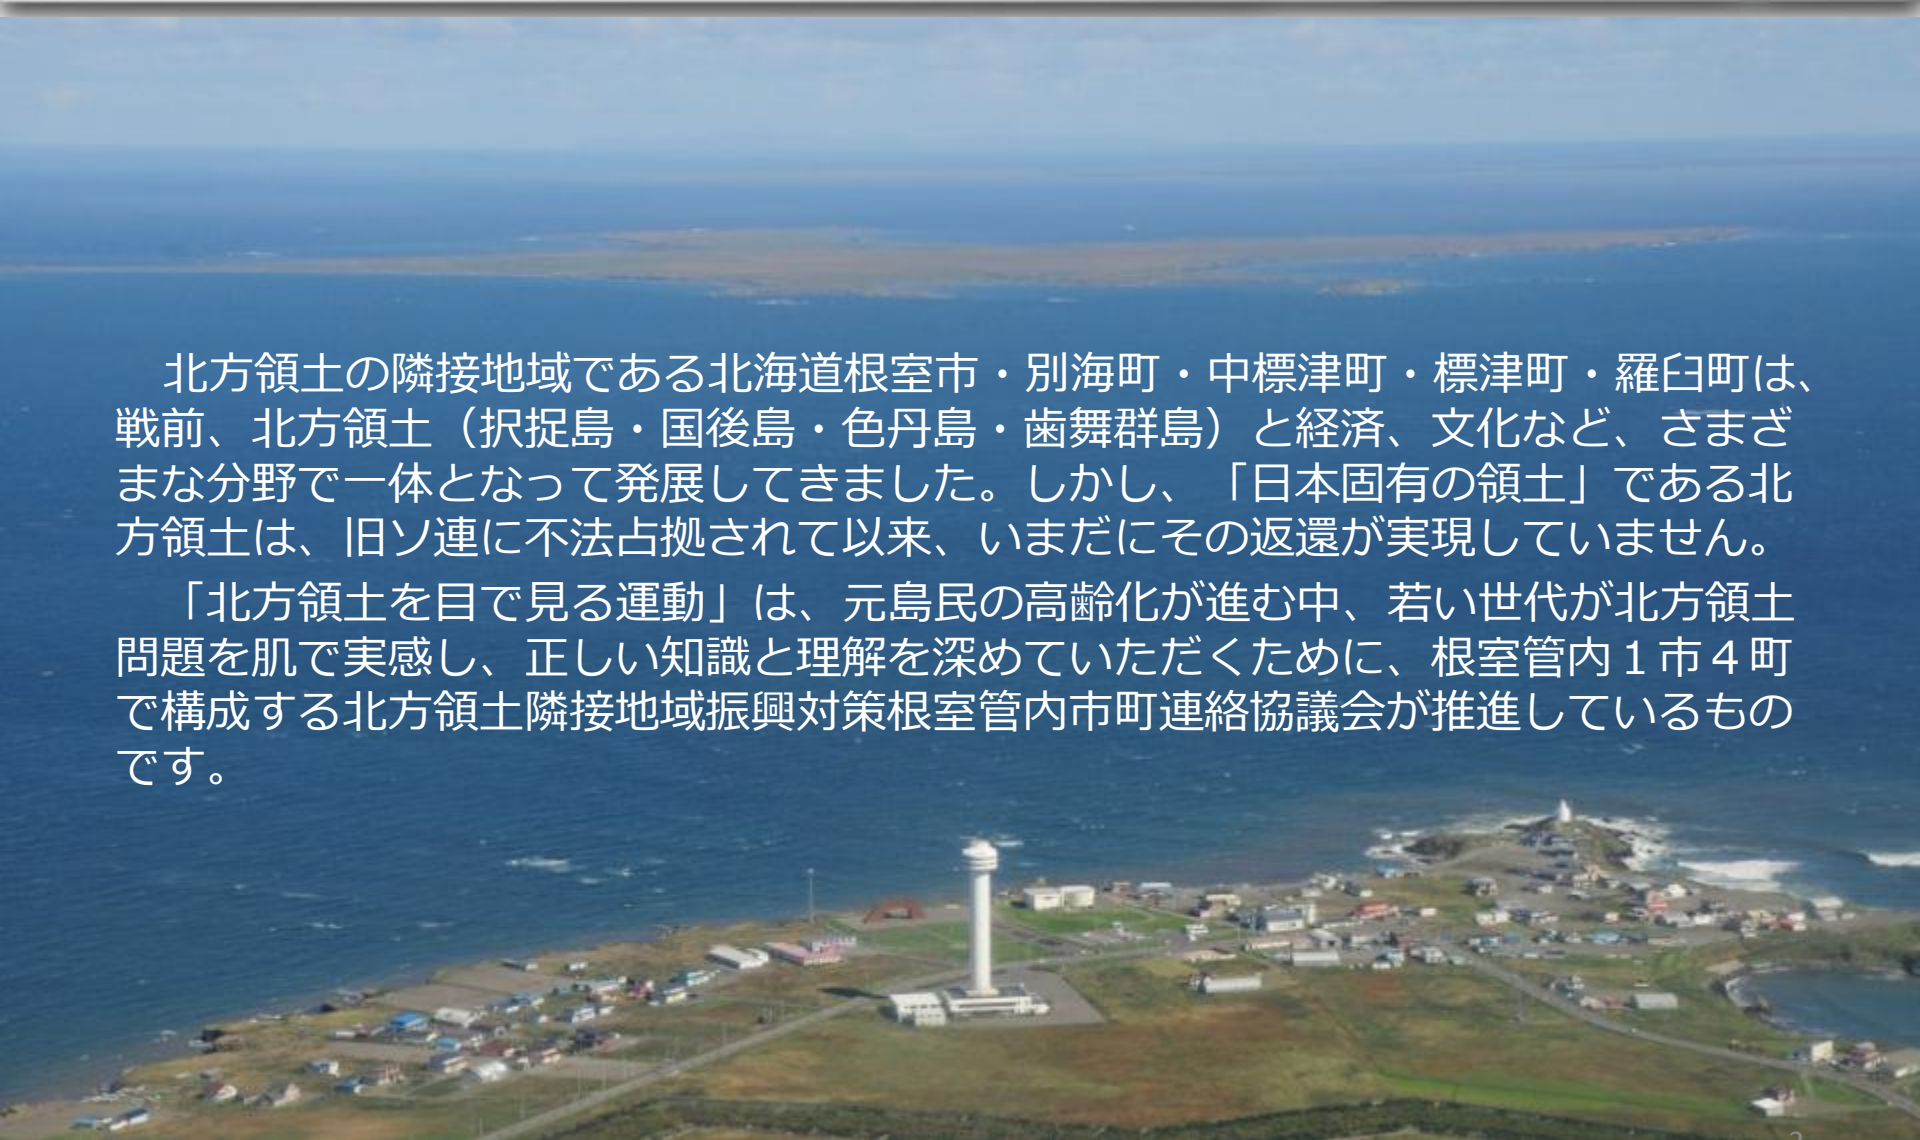 北方領土の隣接地域である北海道根室市・別海町・中標津町・標津町・羅臼町は、
戦前、北方領土（択捉島・国後島・色丹島・歯舞群島）と経済、文化など、さまざ
まな分野で一体となって発展してきました。しかし、「日本固有の領土」である北
方領土は、旧ソ連に不法占拠されて以来、いまだにその返還が実現していません。
「北方領土を目で見る運動」は、元島民の高齢化が進む中、若い世代が北方領土
問題を肌で実感し、正しい知識と理解を深めていただくために、根室管内１市４町
で構成する北方領土隣接地域振興対策根室管内市町連絡協議会が推進しているもの
です。